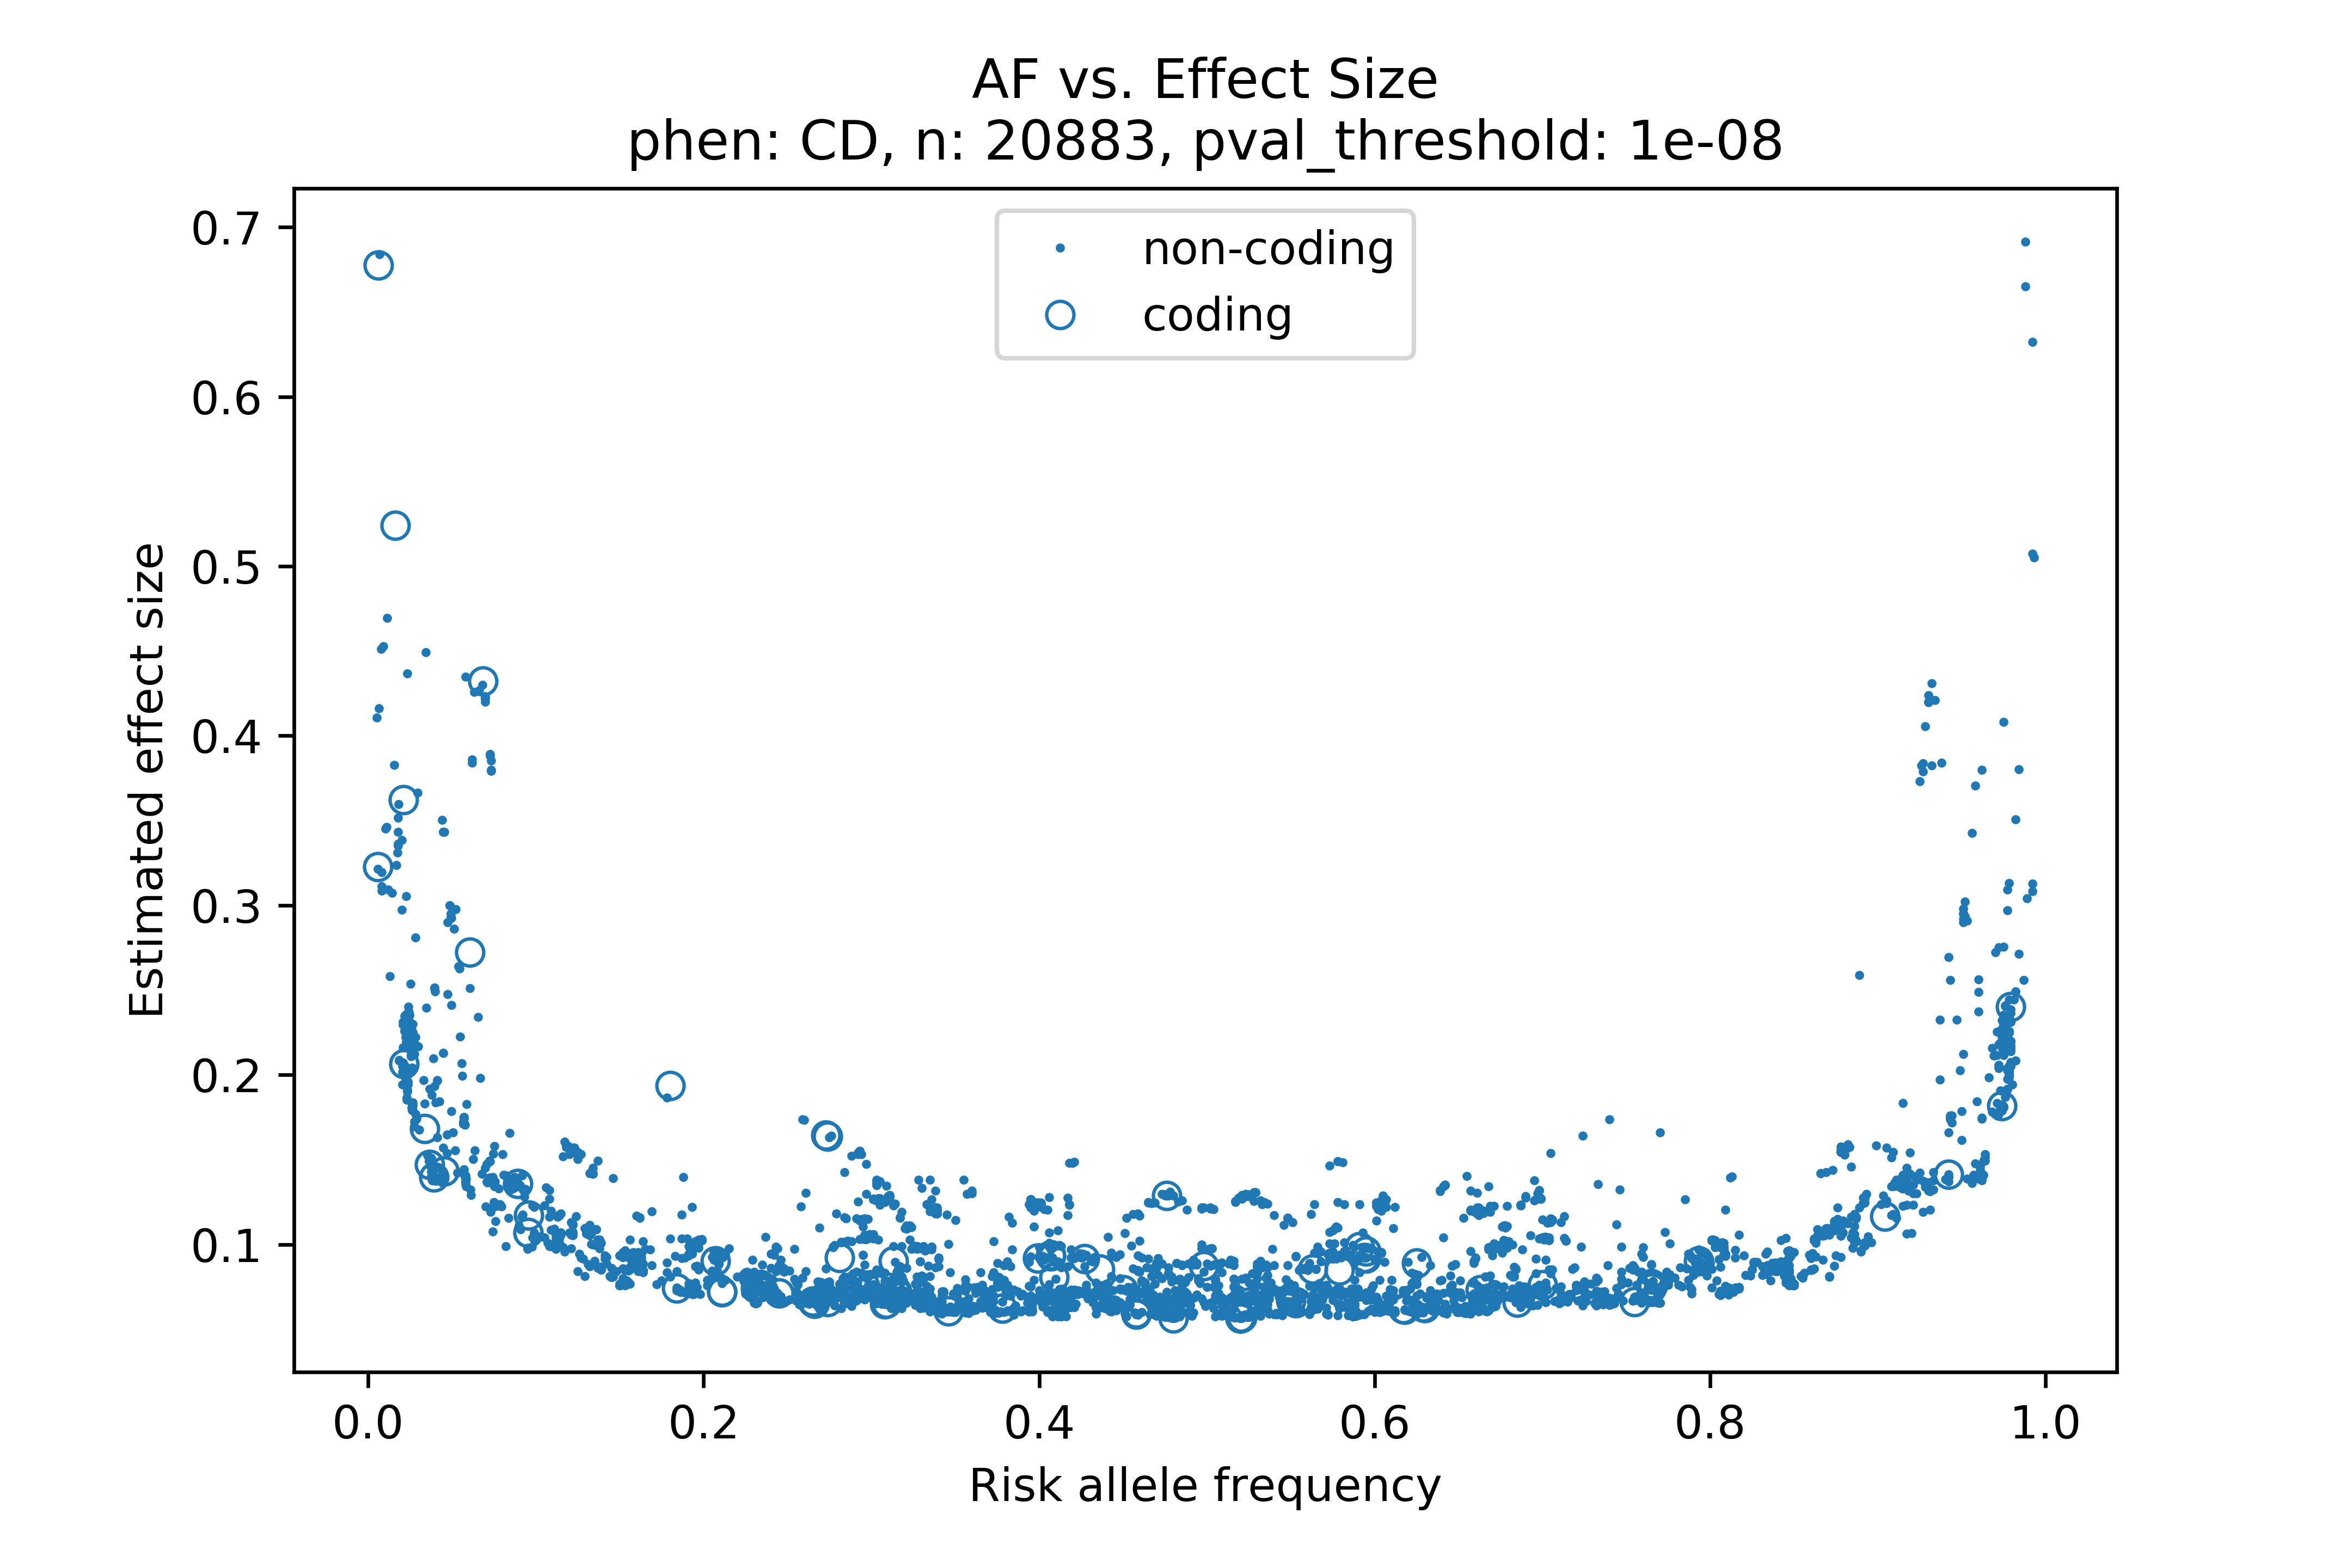 AF vs. Effect Size
phen: CD, n: 20883, pval_threshold: 1e-08
non-coding
coding
Estimated effect size
0.7
0.6
0.5
0.4
0.3
0.2
0.1
0.0 0.2 0.4 0.6 0.8 1.0
Risk allele frequency